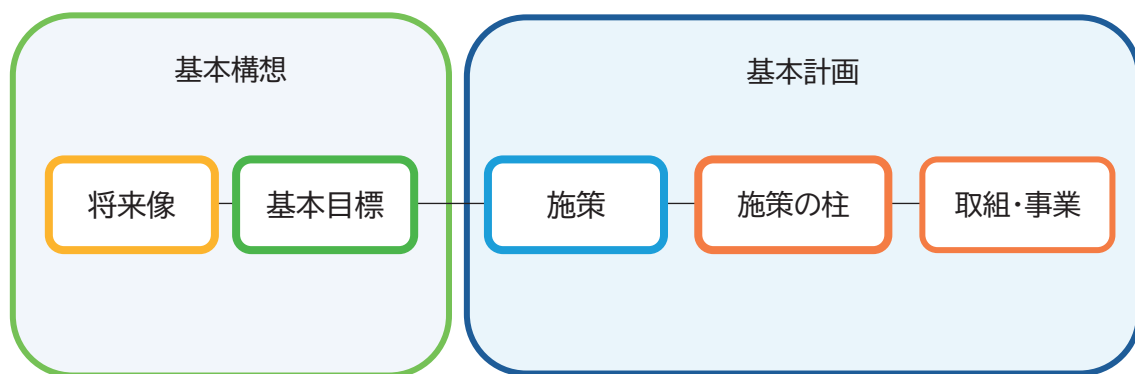 基本構想
将来像
基本目標
基本計画
施策
施策の柱
取組・事業